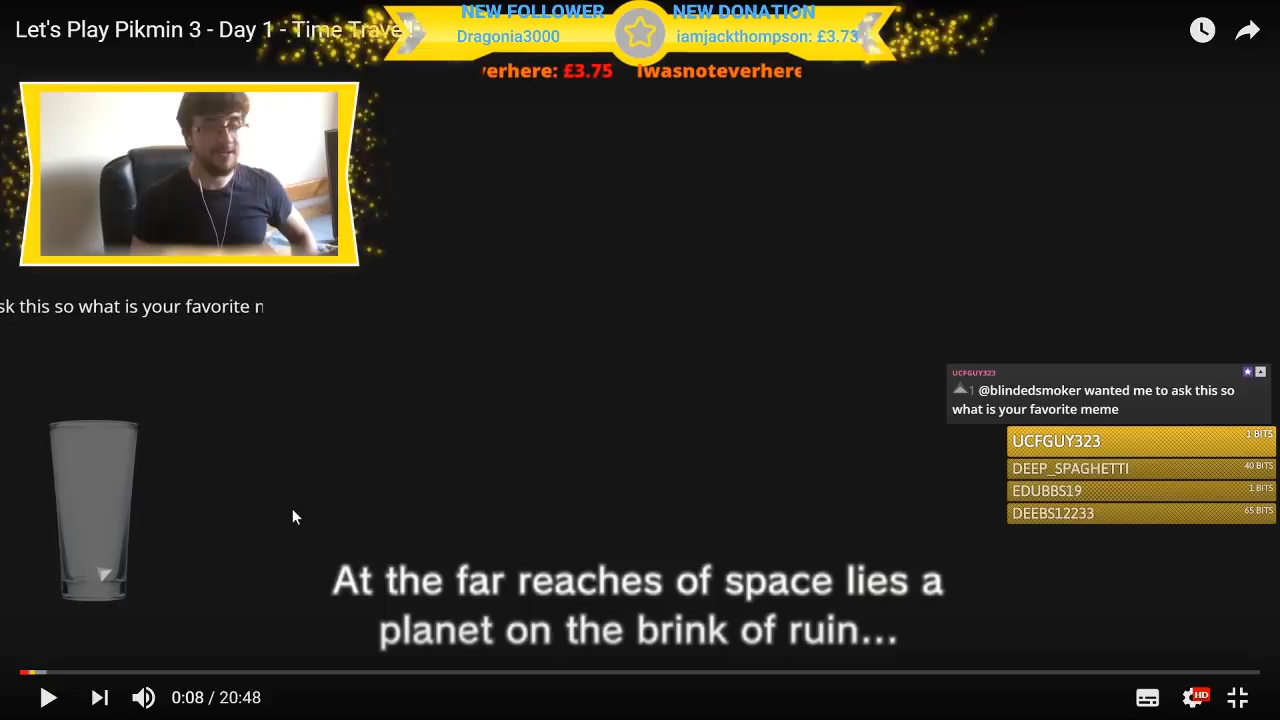 Let's Play Pikmin 3 - Day 1 - Time Travel
NEW FOLLOWER
Dragonia3000
NEW DONATION
iamjackthompson: £3.73
verhere: £3.75 Iwasnoteverhere
sk this so what is your favorite
UCFGUY323
1 @blindedsmoker wanted me to ask this so
what is your favorite meme
UCFGUY323 1 BITS
DEEP_SPAGHETTI 40 BITS
EDUBBS19 1 BITS
DEEBS12233 65 BITS
At the far reaches of space lies a
planet on the brink of ruin...
0:08 / 20:48
HD